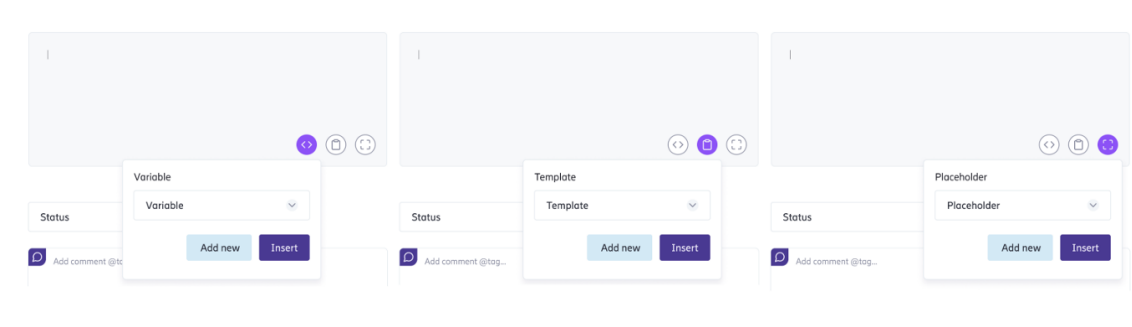 Variable
Variable
Status
Add new
Insert
Add comment @tc
Template
Template
Status
Add new
Insert
Add comment @tag...
Placeholder
Placeholder
Status
Add new
Insert
Add comment @tag...